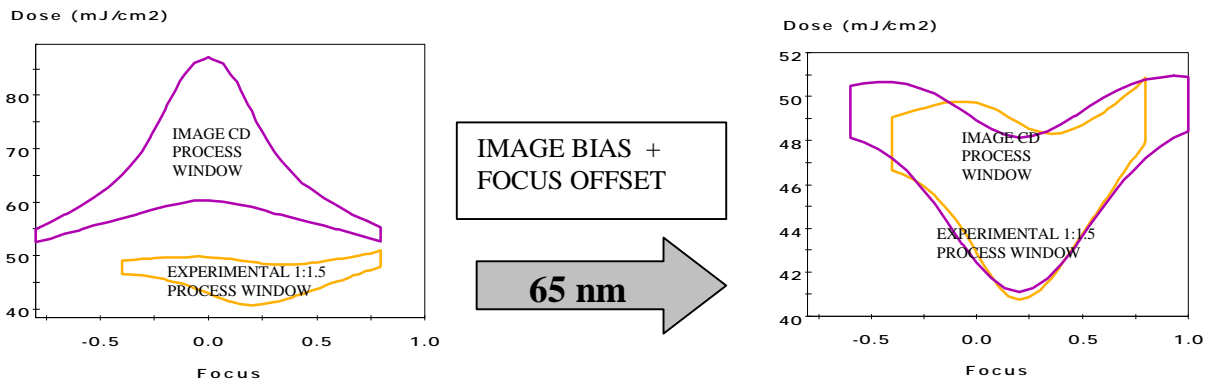 Dose (mJ/cm2)
80
70
60
50
40
IMAGE CD
PROCESS
WINDOW
EXPERIMENTAL 1:1.5
PROCESS WINDOW
-0.5 0.0 0.5 1.0
Focus
IMAGE BIAS +
FOCUS OFFSET
65 nm
Dose (mJ/cm2)
52
50
48
46
44
42
40
IMAGE CD
PROCESS
WINDOW
EXPERIMENTAL 1:1.5
PROCESS WINDOW
-0.5 0.0 0.5 1.0
Focus